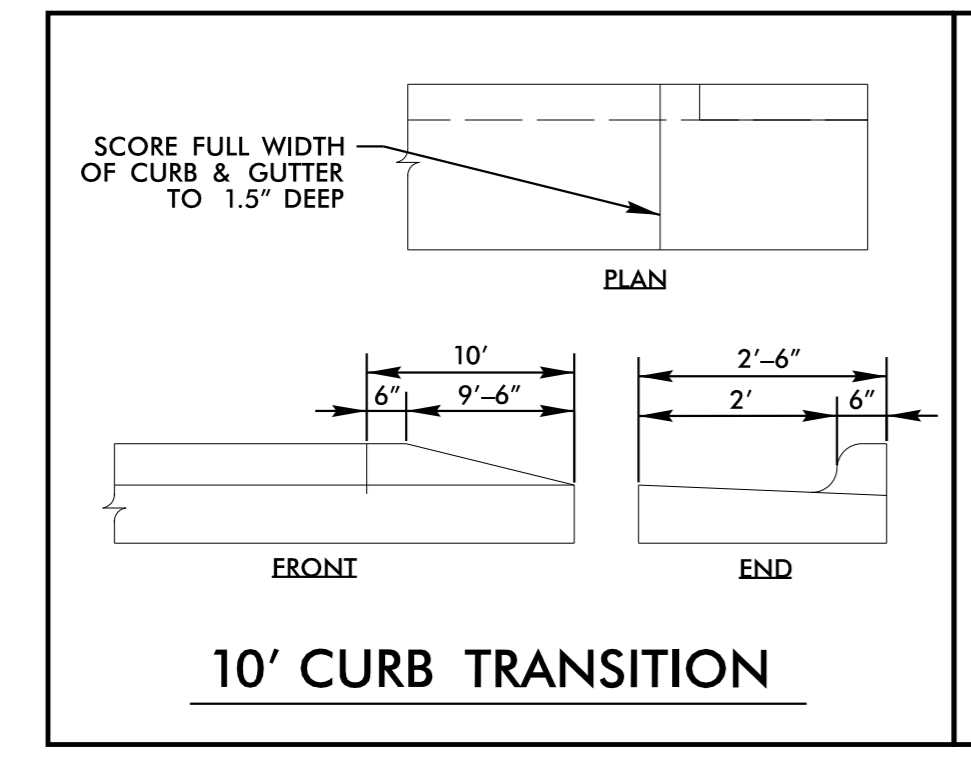 SCORE FULL WIDTH
OF CURB & GUTTER
TO 1.5″ DEEP
PLAN
10′
6″
9′–6″
2′–6″
2′
6″
FRONT
END
10′ CURB TRANSITION